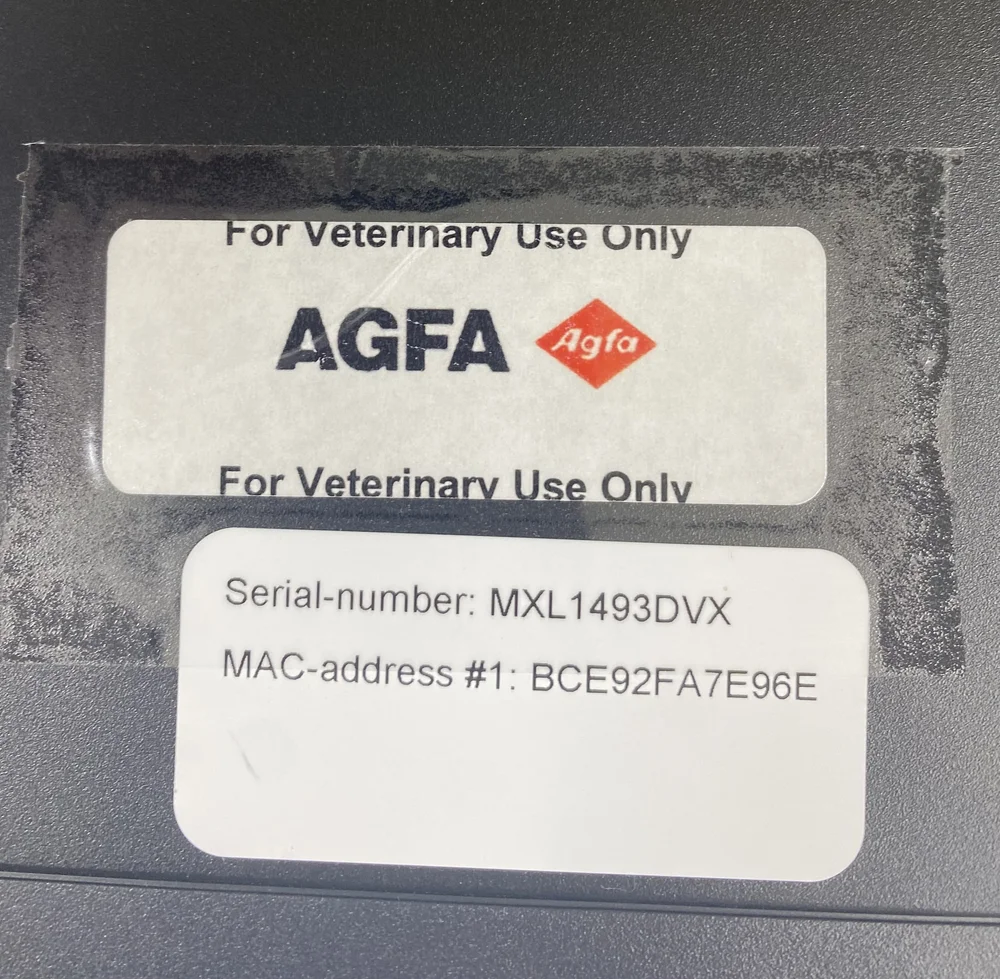 For Veterinary Use Only
AGFA Agfa
For Veterinary Use Only
Serial-number: MXL1493DVX
MAC-address #1: BCE92FA7E96E